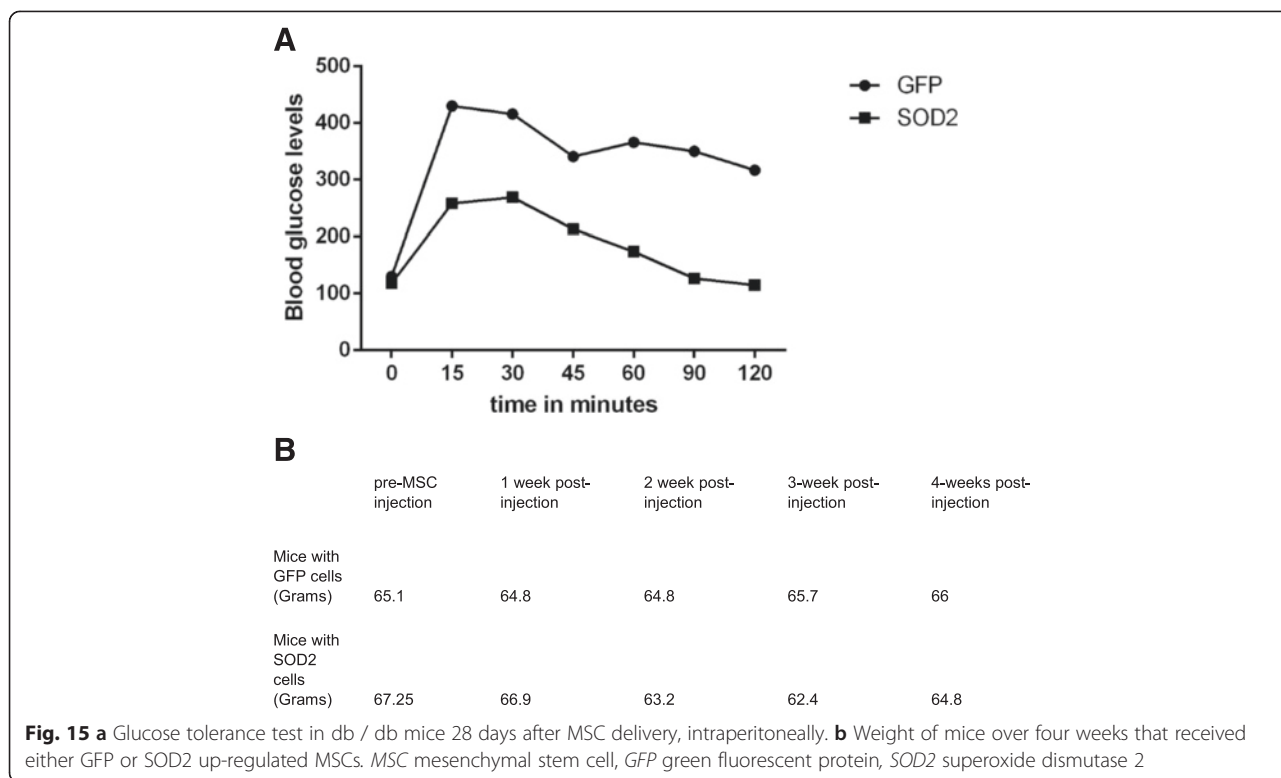 A
500
400
300
200
100
0
Blood glucose levels
0 15 30 45 60 90 120
time in minutes
GFP
SOD2
B
pre-MSC injection
1 week post-injection
2 week post-injection
3-week post-injection
4-weeks post-injection
Mice with
GFP cells
(Grams) 65.1 64.8 64.8 65.7 66
Mice with
SOD2
cells
(Grams) 67.25 66.9 63.2 62.4 64.8
Fig. 15 a Glucose tolerance test in db / db mice 28 days after MSC delivery, intraperitoneally. b Weight of mice over four weeks that received
either GFP or SOD2 up-regulated MSCs. MSC mesenchymal stem cell, GFP green fluorescent protein, SOD2 superoxide dismutase 2